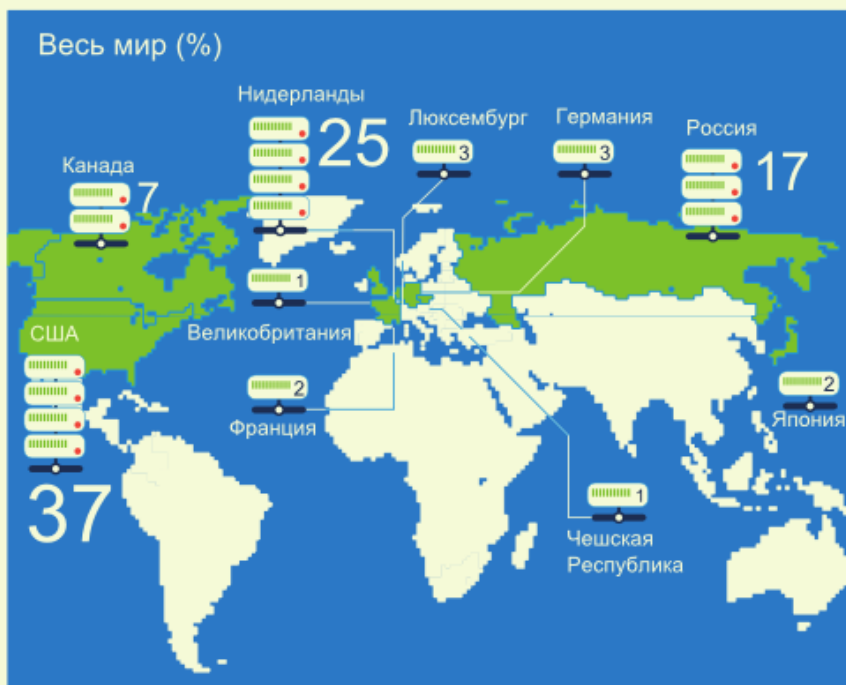 Весь мир (%)
Нидерланды
25
Люксембург
3
Германия
3
Россия
17
Канада
7
1
Великобритания
США
37
2
Франция
2
Япония
1
Чешская
Республика